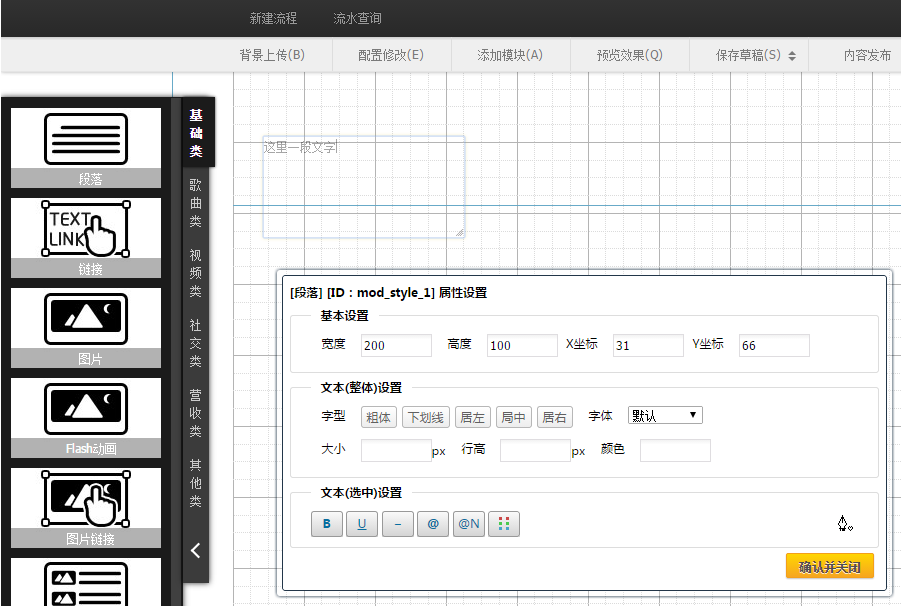 新建流程 流水查询
背景上传(B) 配置修改(E) 添加模块(A) 预览效果(Q) 保存草稿(S) 内容发布
基础类
歌曲类
视频类
社交类
营收类
其他类
段落
TEXT
LINK
链接
图片
Flash动画
图片链接
这里一段文字
[段落] [ID：mod_style_1] 属性设置
基本设置
宽度 200 高度 100 X坐标 31 Y坐标 66
文本(整体)设置
字型 粗体 下划线 居左 局中 居右 字体 默认
大小 px 行高 px 颜色
文本(选中)设置
B U – @ @N
确认并关闭